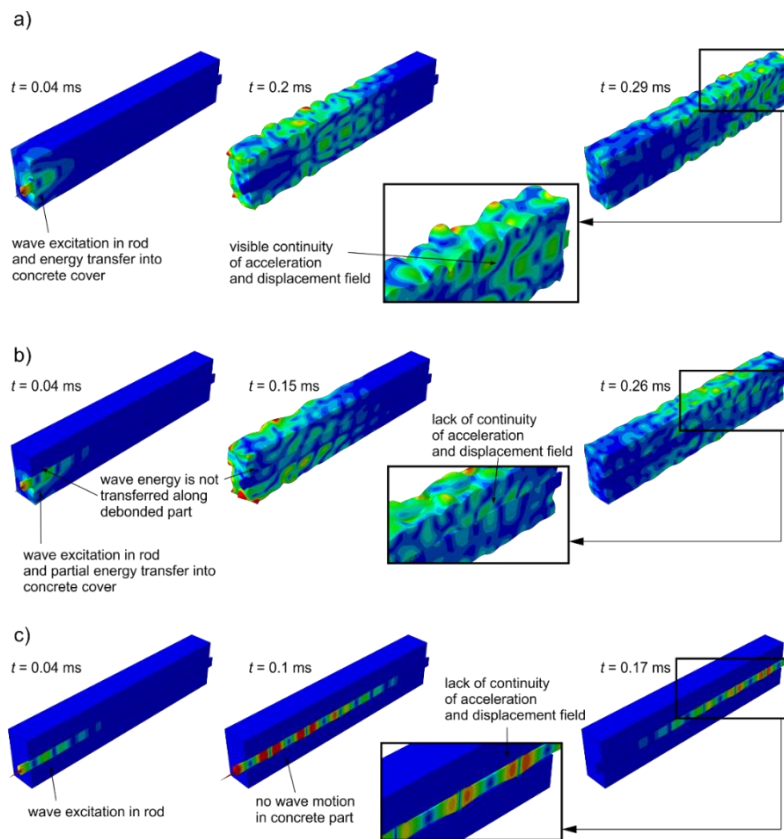 a)
t = 0.04 ms
t = 0.2 ms
t = 0.29 ms
wave excitation in rod
and energy transfer into
concrete cover
visible continuity
of acceleration
and displacement field
b)
t = 0.04 ms
t = 0.15 ms
t = 0.26 ms
lack of continuity
of acceleration
and displacement field
wave energy is not
transferred along
debonded part
wave excitation in rod
and partial energy transfer into
concrete cover
c)
t = 0.04 ms
t = 0.1 ms
t = 0.17 ms
lack of continuity
of acceleration
and displacement field
wave excitation in rod
no wave motion
in concrete part